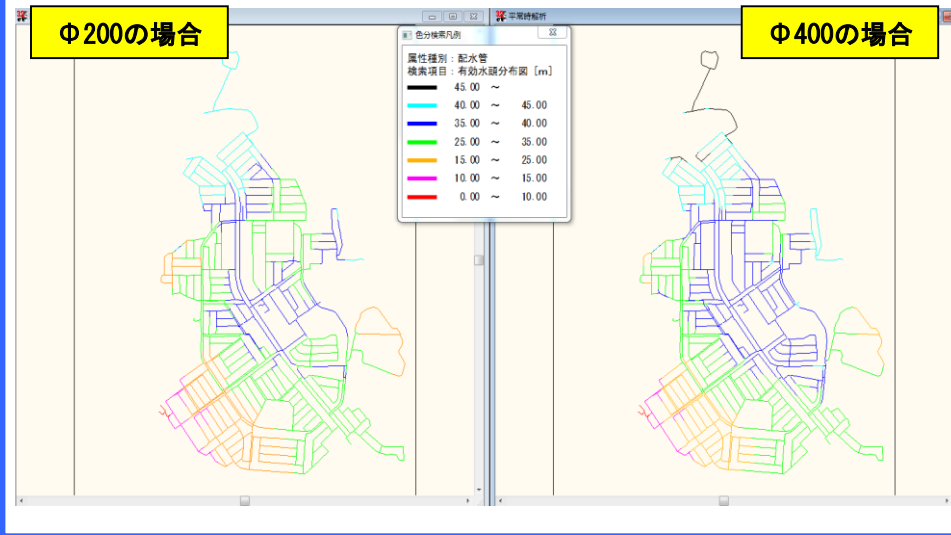 平常時解析
Φ200の場合
Φ400の場合
色分検索凡例
属性種別：配水管
検索項目：有効水頭分布図 [m]
45.00 ～
40.00 ～ 45.00
35.00 ～ 40.00
25.00 ～ 35.00
15.00 ～ 25.00
10.00 ～ 15.00
0.00 ～ 10.00